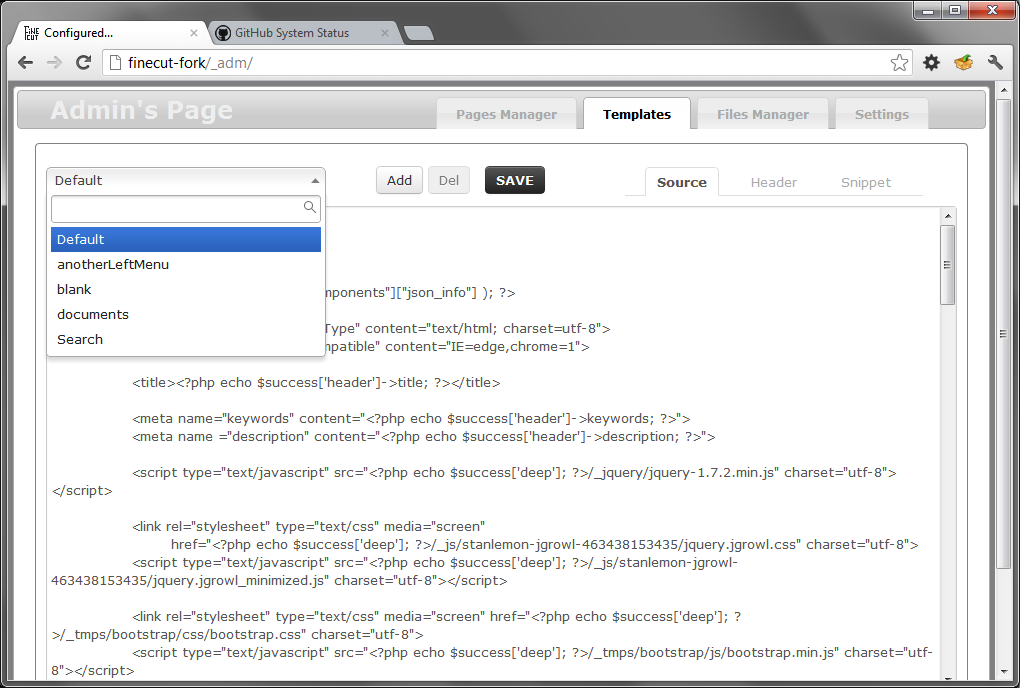 FINE CUT Configured...
GitHub System Status
finecut-fork/_adm/
Admin's Page
Pages Manager
Templates
Files Manager
Settings
Default
Add
Del
SAVE
Source
Header
Snippet
Default
anotherLeftMenu
blank
documents
Search
mponents"]["json_info"] ); ?>
Type" content="text/html; charset=utf-8">
mpatible" content="IE=edge,chrome=1">
<title><?php echo $success['header']->title; ?></title>
<meta name="keywords" content="<?php echo $success['header']->keywords; ?>">
<meta name ="description" content="<?php echo $success['header']->description; ?>">
<script type="text/javascript" src="<?php echo $success['deep']; ?>/_jquery/jquery-1.7.2.min.js" charset="utf-8">
</script>
<link rel="stylesheet" type="text/css" media="screen"
href="<?php echo $success['deep']; ?>/_js/stanlemon-jgrowl-463438153435/jquery.jgrowl.css" charset="utf-8">
<script type="text/javascript" src="<?php echo $success['deep']; ?>/_js/stanlemon-jgrowl-
463438153435/jquery.jgrowl_minimized.js" charset="utf-8"></script>
<link rel="stylesheet" type="text/css" media="screen" href="<?php echo $success['deep']; ?
>/_tmps/bootstrap/css/bootstrap.css" charset="utf-8">
<script type="text/javascript" src="<?php echo $success['deep']; ?>/_tmps/bootstrap/js/bootstrap.min.js" charset="utf-
8"></script>